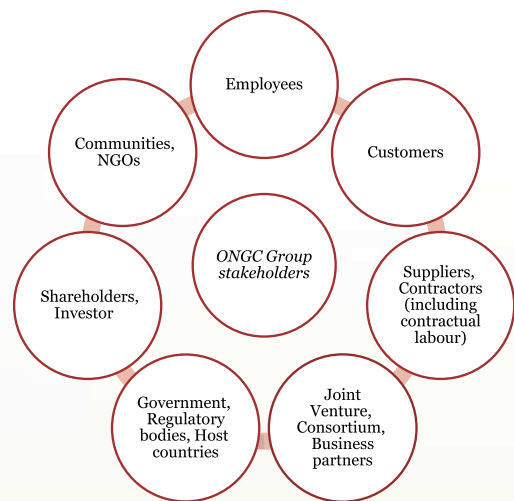 Employees
Customers
Suppliers,
Contractors
(including
contractual
labour)
Joint
Venture,
Consortium,
Business
partners
Government,
Regulatory
bodies, Host
countries
Shareholders,
Investor
Communities,
NGOs
ONGC Group
stakeholders